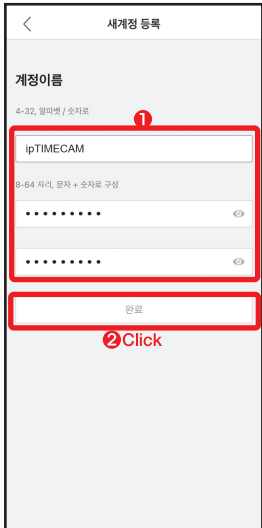 새계정 등록
계정이름
4-32, 알파벳 / 숫자로
❶
ipTIMECAM
8-64 자리, 문자 + 숫자로 구성
•••••••••
•••••••••
완료
❷Click